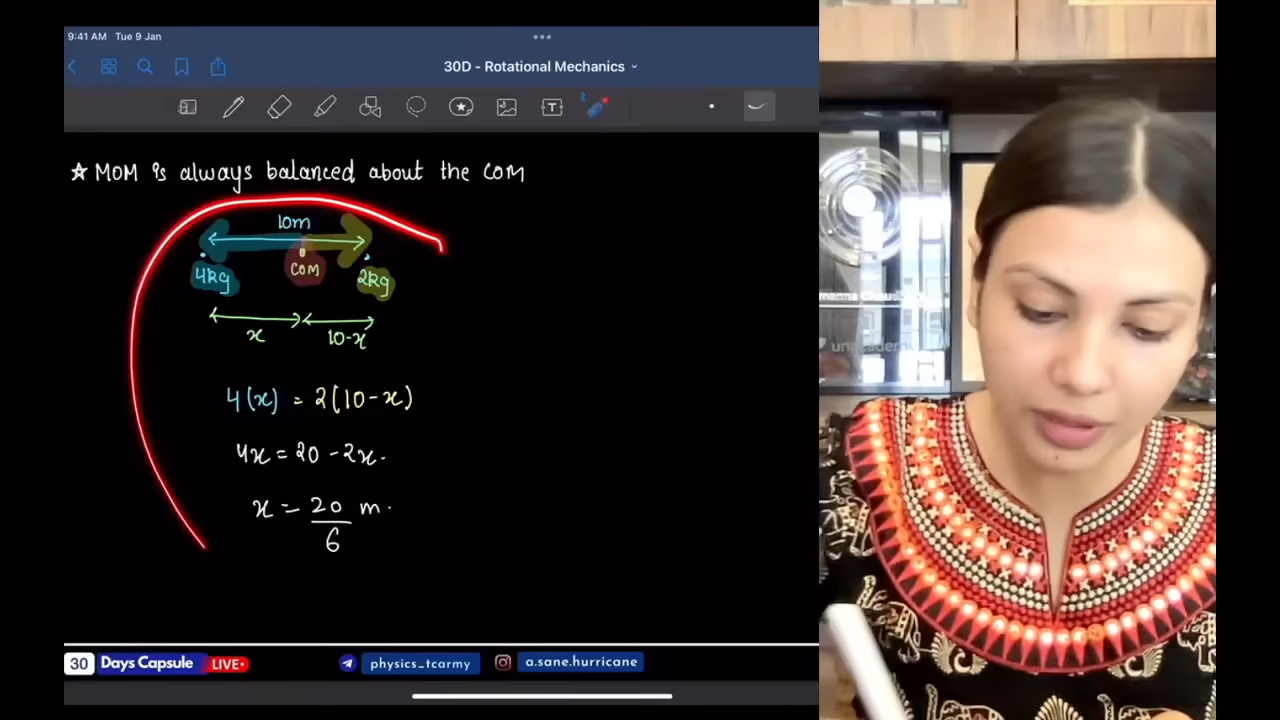 9:41 AM Tue 9 Jan
30D - Rotational Mechanics
T
☆ MOM is always balanced about the COM
10m
4kg
COM
2kg
x
10-x
4(x) = 2(10-x)
4x = 20 - 2x.
x = 20/6 m.
30 Days Capsule LIVE
physics_tcarmy
a.sane.hurricane